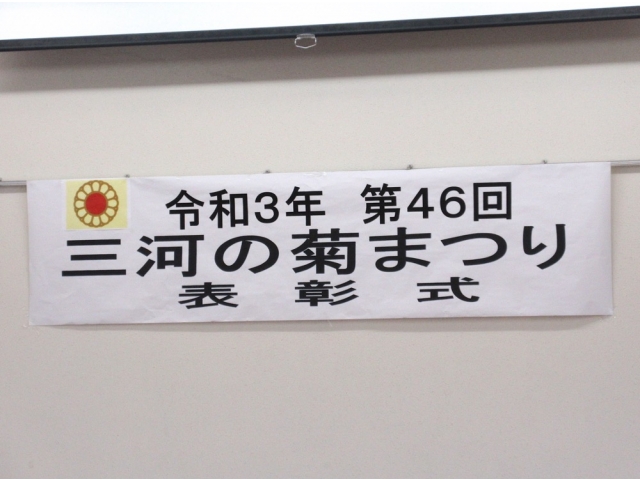 令和3年 第46回
三河の菊まつり
表彰式